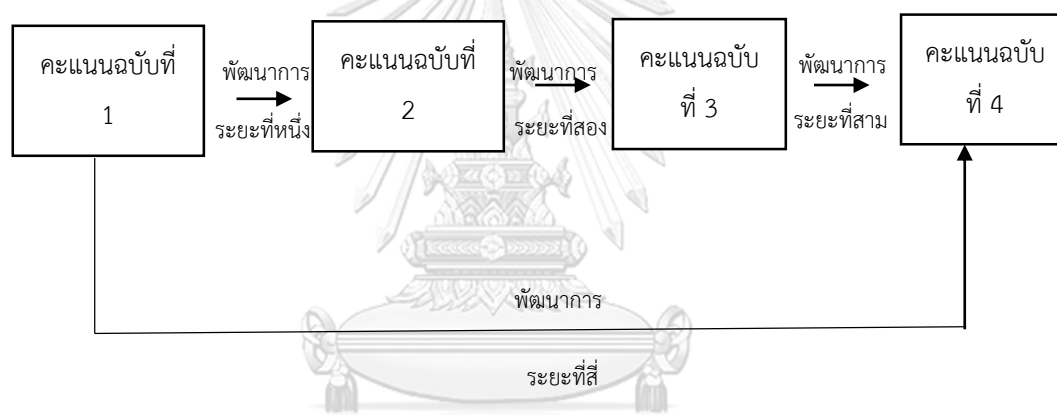 คะแนนฉบับที่
1
พัฒนาการ
ระยะที่หนึ่ง
คะแนนฉบับที่
2
พัฒนาการ
ระยะที่สอง
คะแนนฉบับ
ที่ 3
พัฒนาการ
ระยะที่สาม
คะแนนฉบับ
ที่ 4
พัฒนาการ
ระยะที่สี่